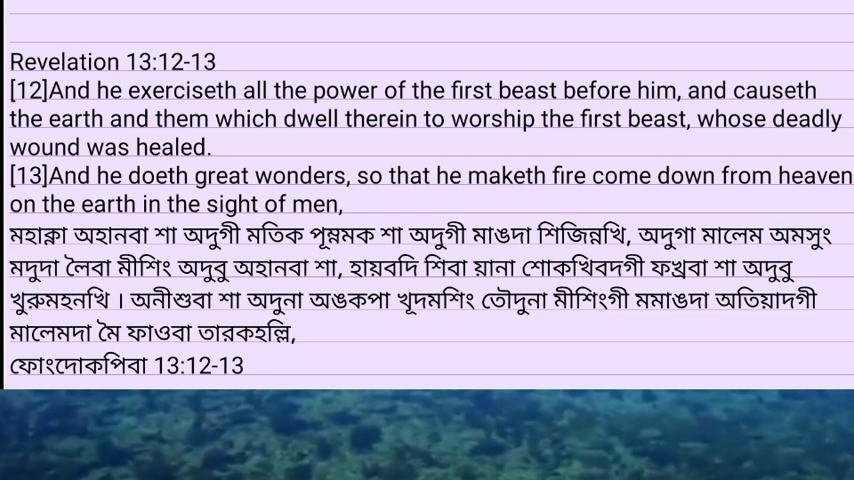 Revelation 13:12-13
[12]And he exerciseth all the power of the first beast before him, and causeth
the earth and them which dwell therein to worship the first beast, whose deadly
wound was healed.
[13]And he doeth great wonders, so that he maketh fire come down from heaven
on the earth in the sight of men,
মহাক্না অহানবা শা অদুগী মতিক পূম্নমক শা অদুগী মাঙদা শিজিন্নখি, অদুগা মালেম অমসুং
মদুদা লৈবা মীশিং অদুবু অহানবা শা, হায়বদি শিবা য়ানা শোকখিবদগী ফখ্রবা শা অদুবু
খুরুমহনখি । অনীশুবা শা অদুনা অঙকপা খূদমশিং তৌদুনা মীশিংগী মমাঙদা অতিয়াদগী
মালেমদা মৈ ফাওবা তারকহল্লি,
ফোংদোকপিবা 13:12-13